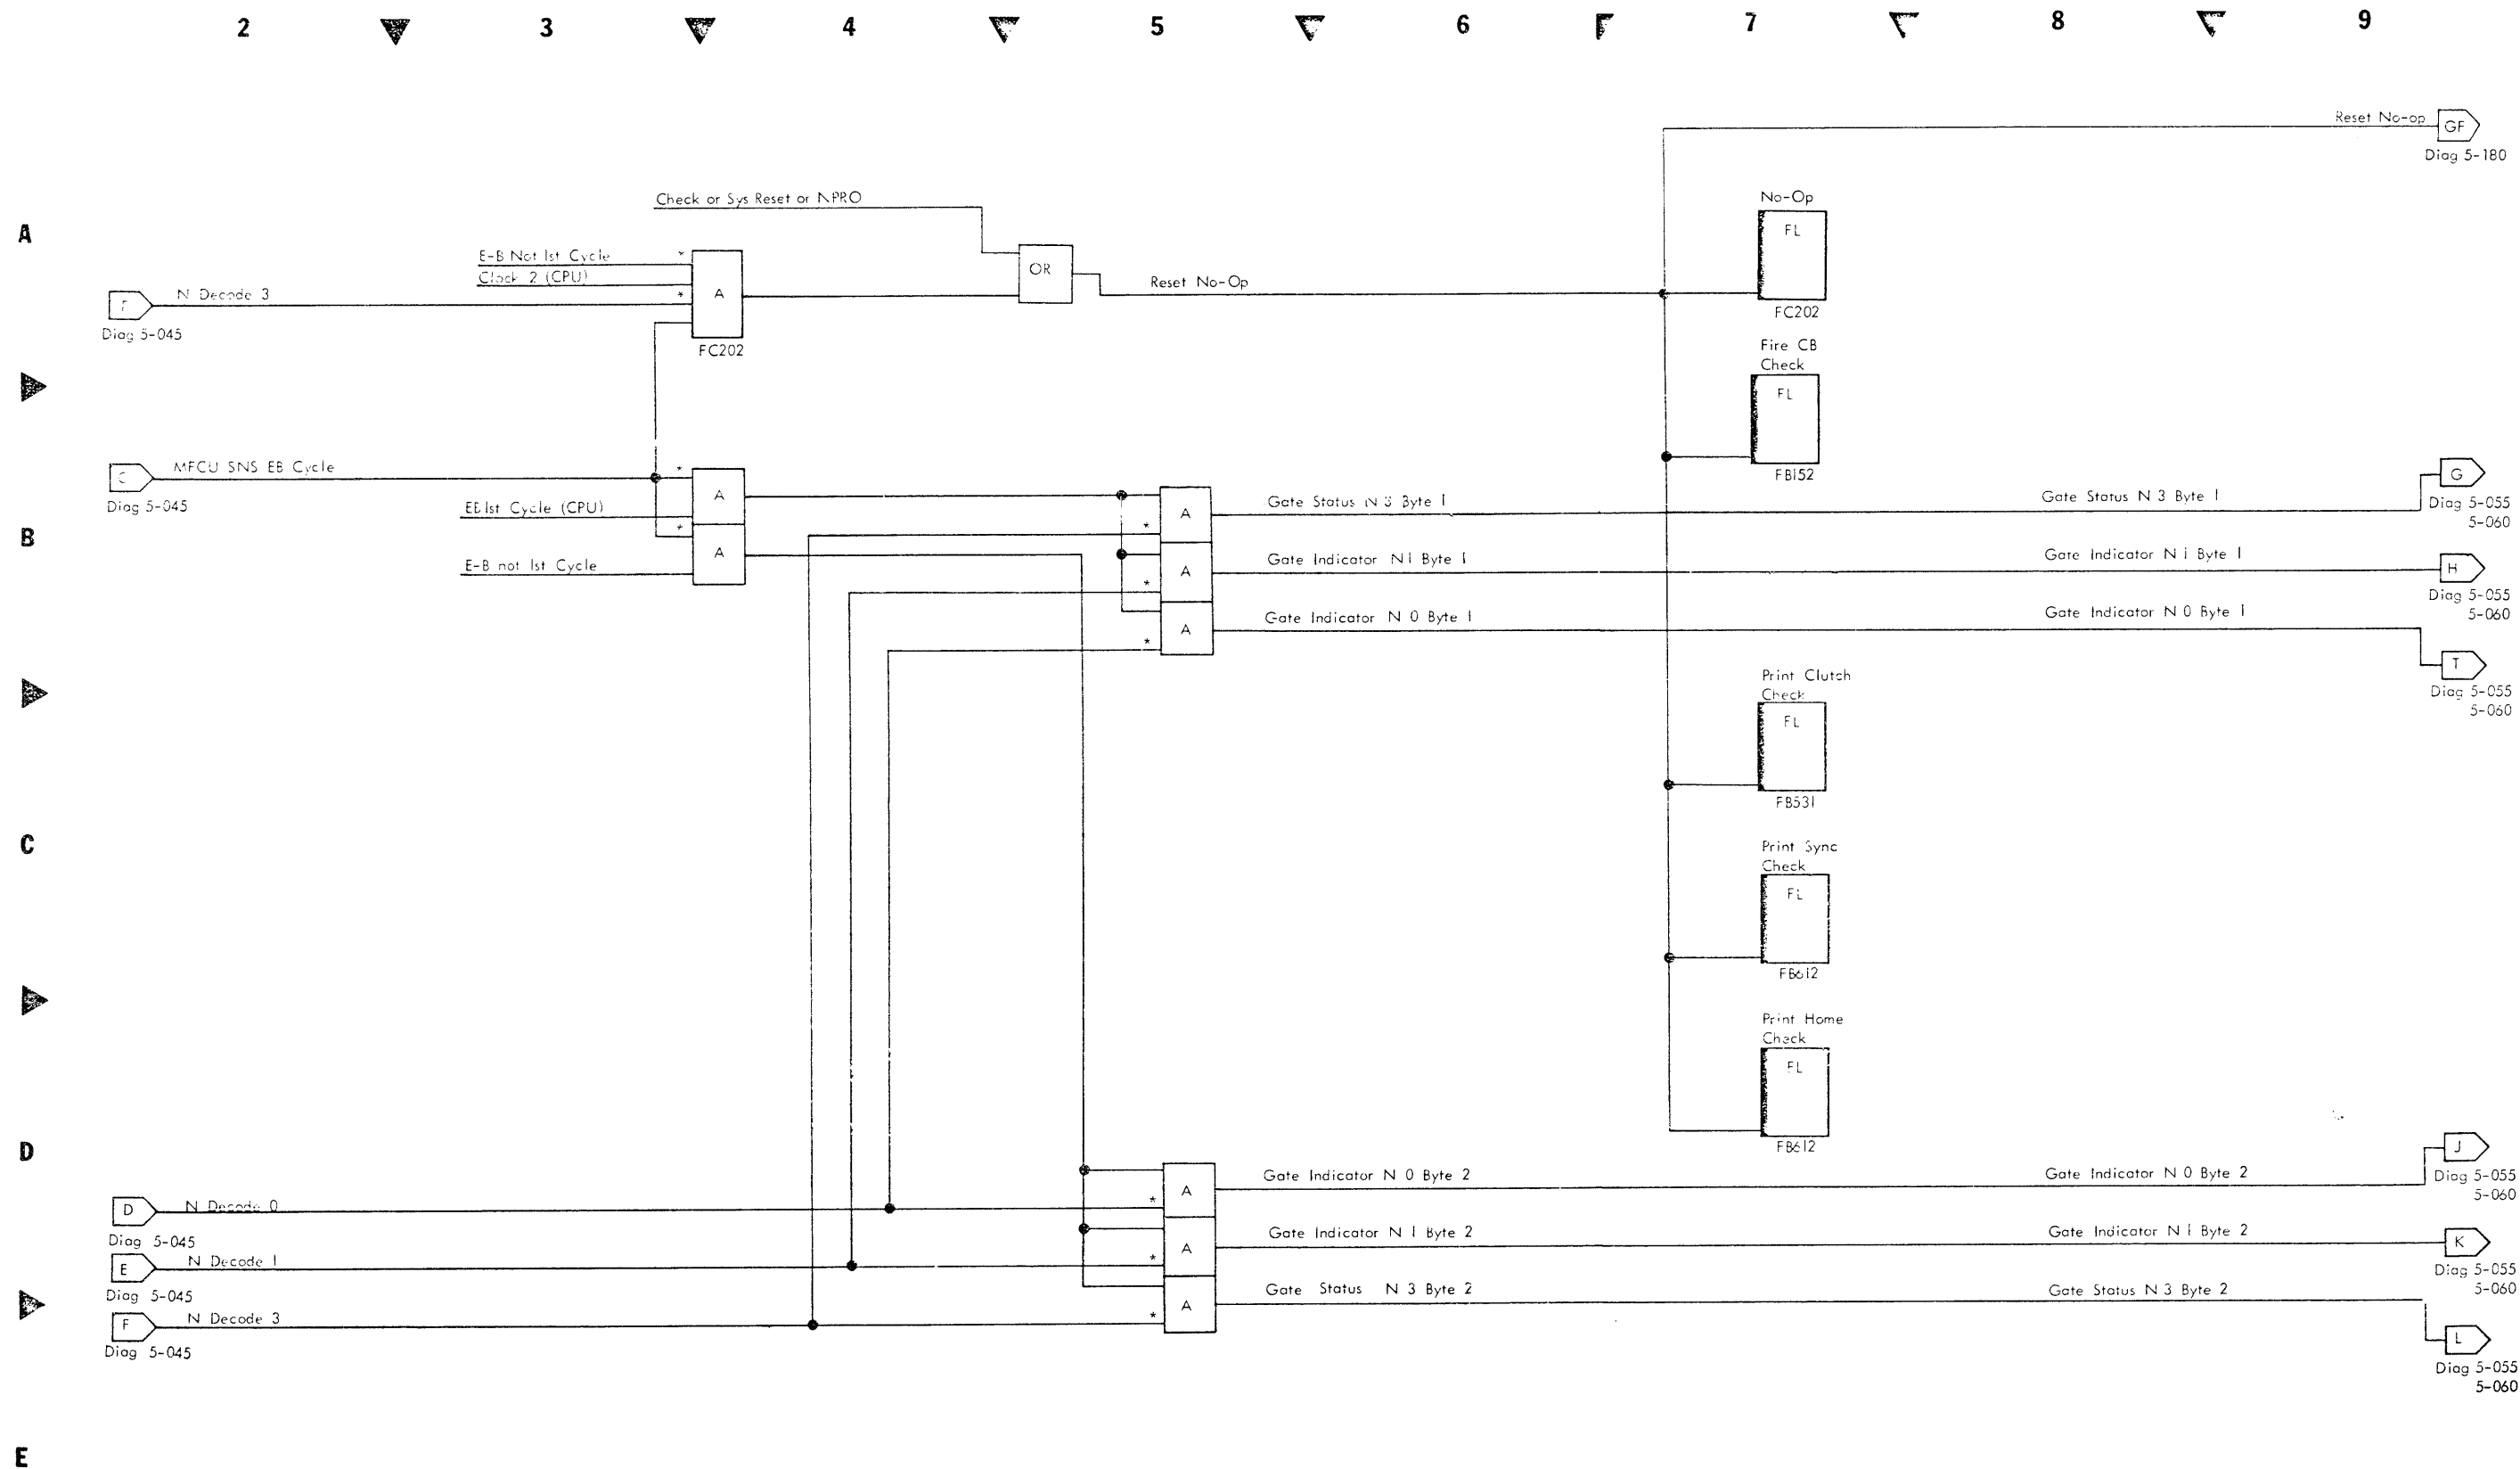 2 3 4 5 6 7 8 9
Reset No-op GF
Diag 5-180
Check or Sys Reset or NPRO
No-Op
A
FL
E-B Not 1st Cycle *
Clock 2 (CPU)
OR
N Decode 3 * A
Reset No-Op
F
Diag 5-045
FC202
FC202
Fire CB
Check
FL
MFCU SNS EB Cycle *
C
Diag 5-045
FB152
A
EB 1st Cycle (CPU)
*
A
E-B not 1st Cycle
B
A
*
Gate Status N 3 Byte 1
Gate Status N 3 Byte 1
G
Diag 5-055
5-060
A
*
Gate Indicator N 1 Byte 1
Gate Indicator N 1 Byte 1
H
Diag 5-055
5-060
A
*
Gate Indicator N 0 Byte 1
Gate Indicator N 0 Byte 1
T
Diag 5-055
5-060
Print Clutch
Check
FL
FB531
C
Print Sync
Check
FL
FB612
Print Home
Check
FL
FB612
D
D
N Decode 0
Diag 5-045
*
A
Gate Indicator N 0 Byte 2
Gate Indicator N 0 Byte 2
J
Diag 5-055
5-060
E
N Decode 1
Diag 5-045
*
A
Gate Indicator N 1 Byte 2
Gate Indicator N 1 Byte 2
K
Diag 5-055
5-060
F
N Decode 3
Diag 5-045
*
A
Gate Status N 3 Byte 2
Gate Status N 3 Byte 2
L
Diag 5-055
5-060
E